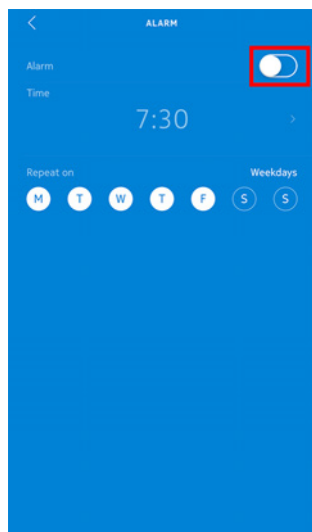 ALARM
Alarm
Time
7:30
Repeat on Weekdays
M T W T F S S